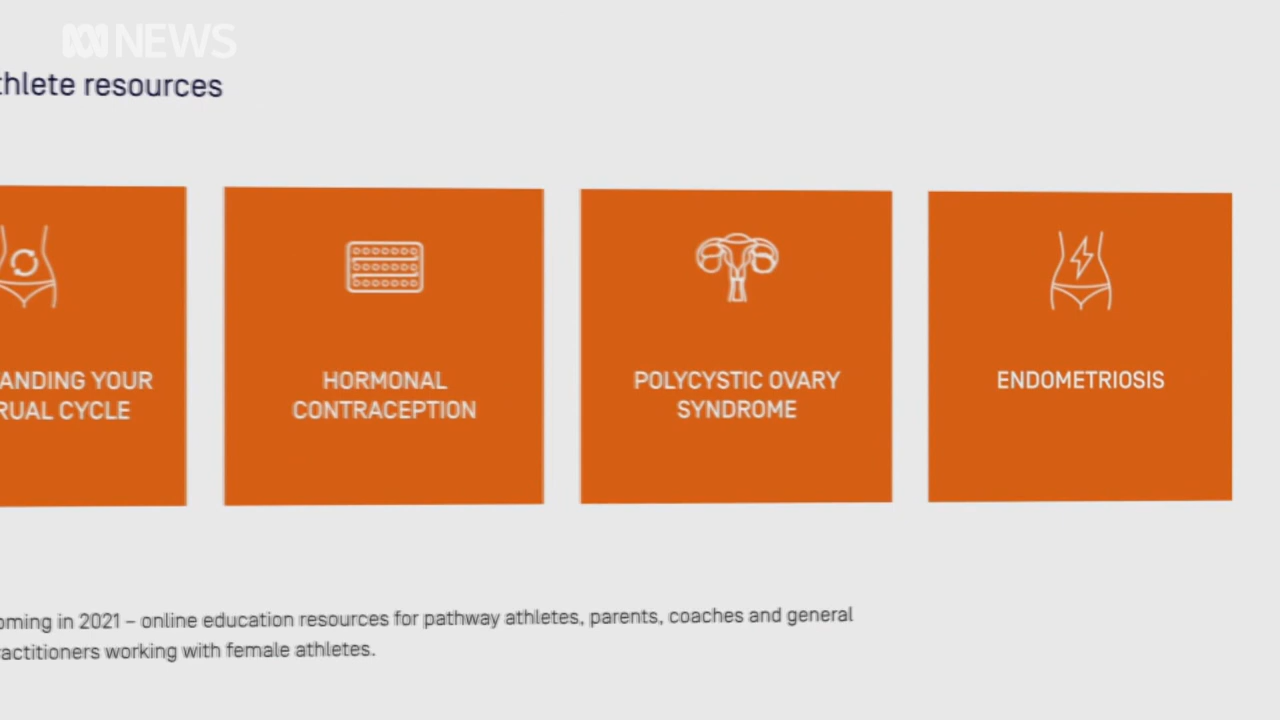 NEWS
thlete resources
ANDING YOUR
RUAL CYCLE
HORMONAL
CONTRACEPTION
POLYCYSTIC OVARY
SYNDROME
ENDOMETRIOSIS
oming in 2021 – online education resources for pathway athletes, parents, coaches and general
actitioners working with female athletes.